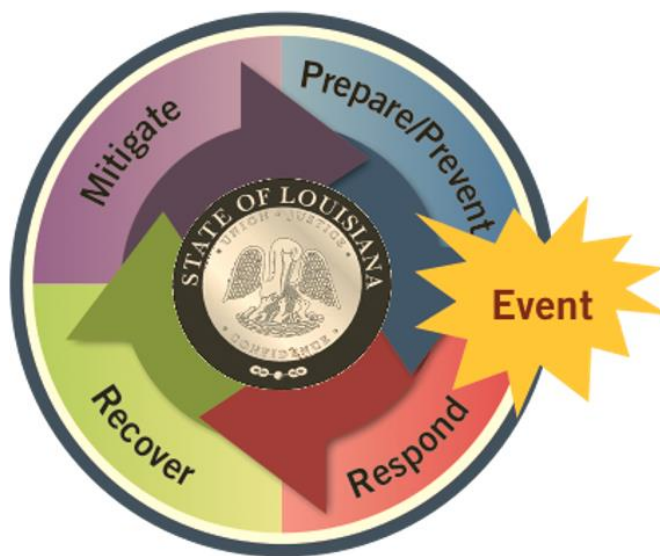 Mitigate
Prepare/Prevent
Event
Respond
Recover
STATE OF LOUISIANA
UNION · JUSTICE
CONFIDENCE